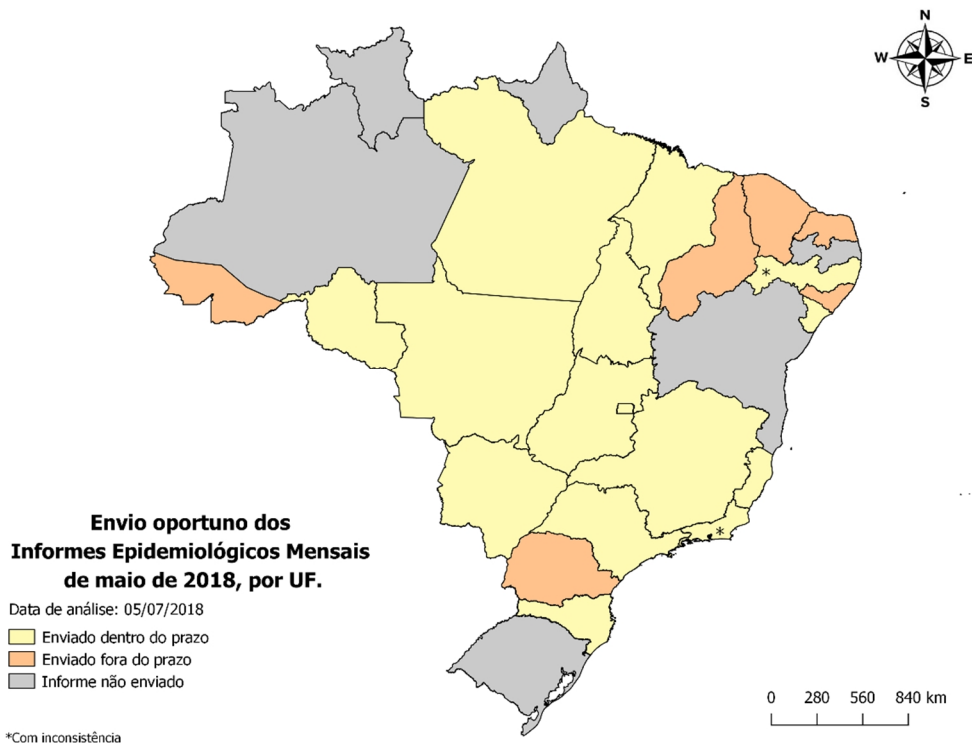 N
W E
S
*
*
Envio oportuno dos
Informes Epidemiológicos Mensais
de maio de 2018, por UF.
Data de análise: 05/07/2018
Enviado dentro do prazo
Enviado fora do prazo
Informe não enviado
0 280 560 840 km
*Com inconsistência